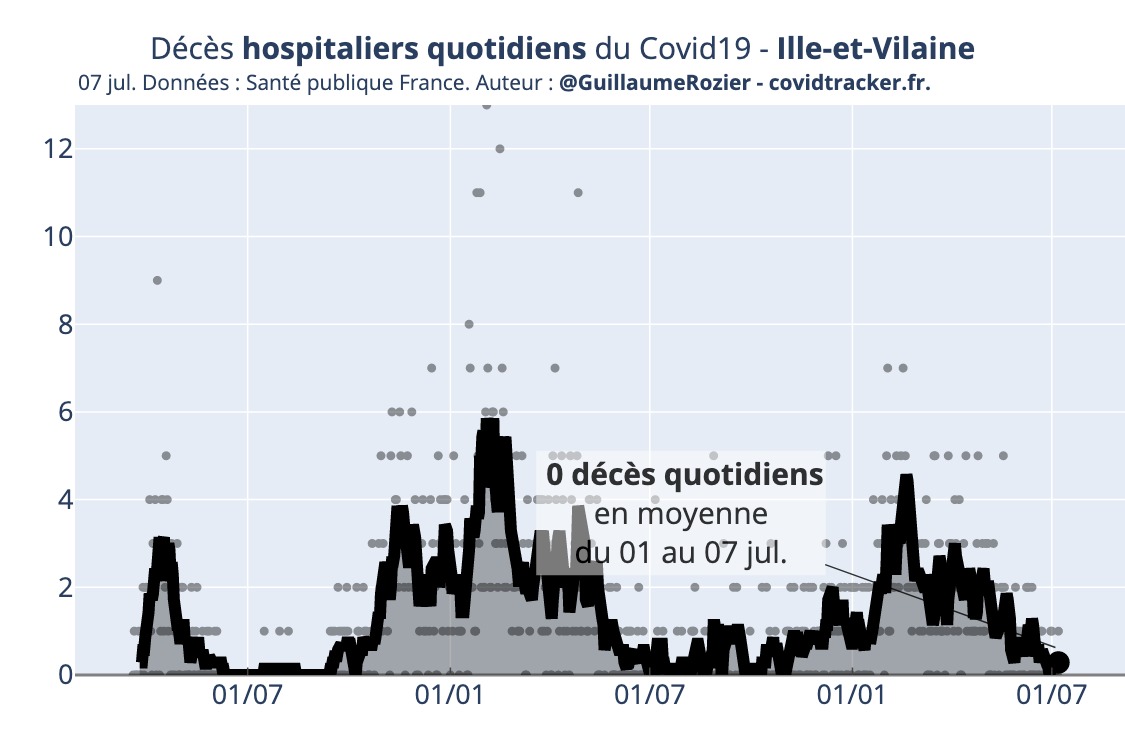 Décès hospitaliers quotidiens du Covid19 - Ille-et-Vilaine
07 jul. Données : Santé publique France. Auteur : @GuillaumeRozier - covidtracker.fr.
12
10
8
6
4
2
0
0 décès quotidiens
en moyenne
du 01 au 07 jul.
01/07 01/01 01/07 01/01 01/07